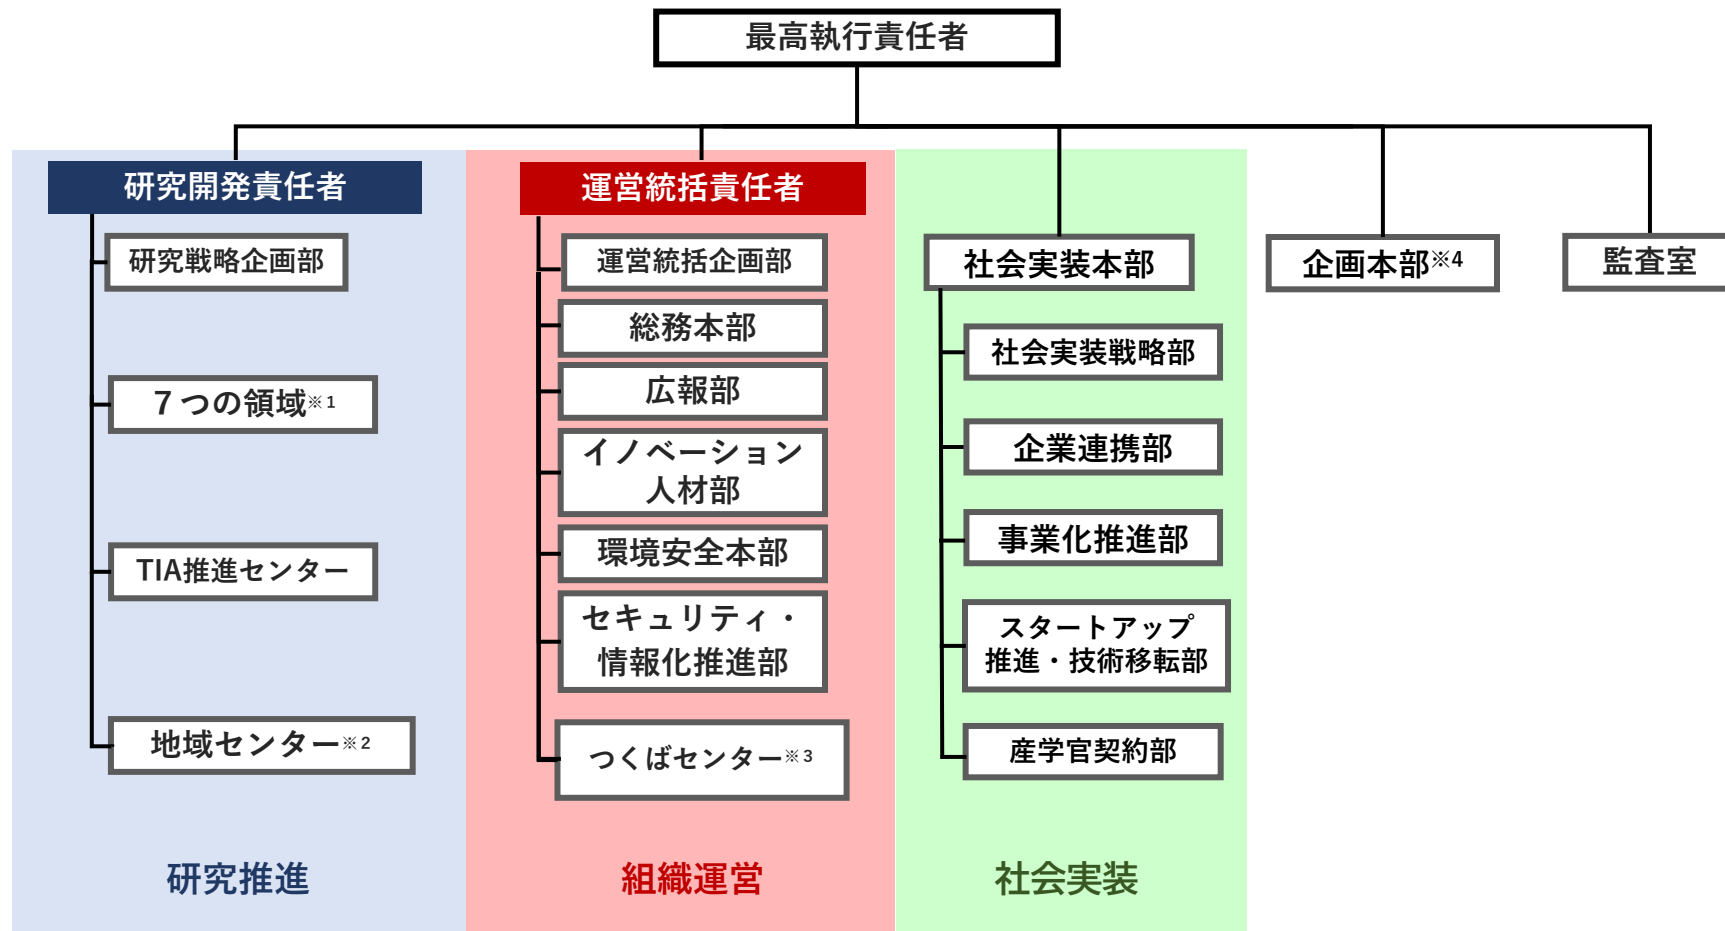 最高執行責任者
研究開発責任者
研究戦略企画部
７つの領域※1
TIA推進センター
地域センター※2
研究推進
運営統括責任者
運営統括企画部
総務本部
広報部
イノベーション
人材部
環境安全本部
セキュリティ・
情報化推進部
つくばセンター※3
組織運営
社会実装本部
社会実装戦略部
企業連携部
事業化推進部
スタートアップ
推進・技術移転部
産学官契約部
社会実装
企画本部※4
監査室